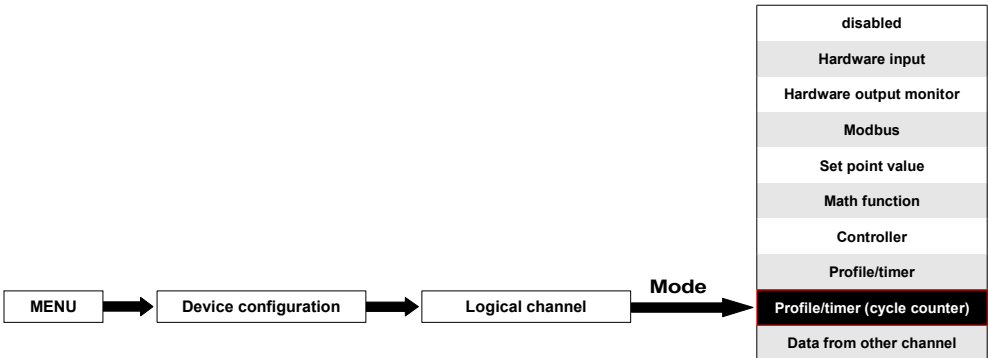 disabled
Hardware input
Hardware output monitor
Modbus
Set point value
Math function
Controller
Profile/timer
MENU
Device configuration
Logical channel
Mode
Profile/timer (cycle counter)
Data from other channel